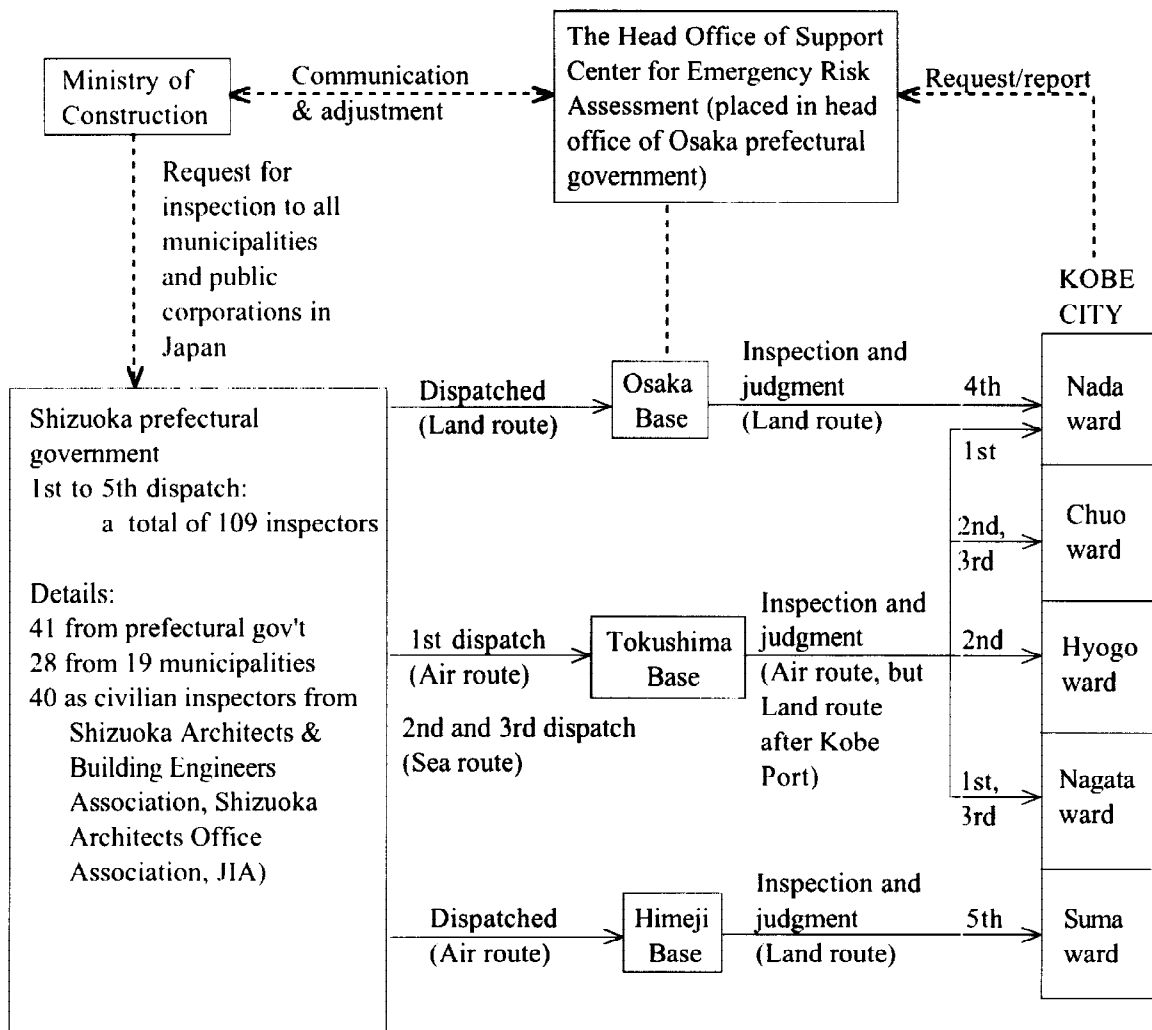 Ministry of
Construction
Communication
& adjustment
The Head Office of Support
Center for Emergency Risk
Assessment (placed in head
office of Osaka prefectural
government)
Request/report
Request for
inspection to all
municipalities
and public
corporations in
Japan
KOBE
CITY
Shizuoka prefectural
government
1st to 5th dispatch:
a total of 109 inspectors
Details:
41 from prefectural gov't
28 from 19 municipalities
40 as civilian inspectors from
Shizuoka Architects &
Building Engineers
Association, Shizuoka
Architects Office
Association, JIA)
Dispatched
(Land route)
Osaka
Base
Inspection and
judgment
(Land route)
4th
1st
Nada
ward
2nd,
3rd
Chuo
ward
1st dispatch
(Air route)
2nd and 3rd dispatch
(Sea route)
Tokushima
Base
Inspection and
judgment
(Air route, but
Land route
after Kobe
Port)
2nd
Hyogo
ward
1st,
3rd
Nagata
ward
Dispatched
(Air route)
Himeji
Base
Inspection and
judgment
(Land route)
5th
Suma
ward